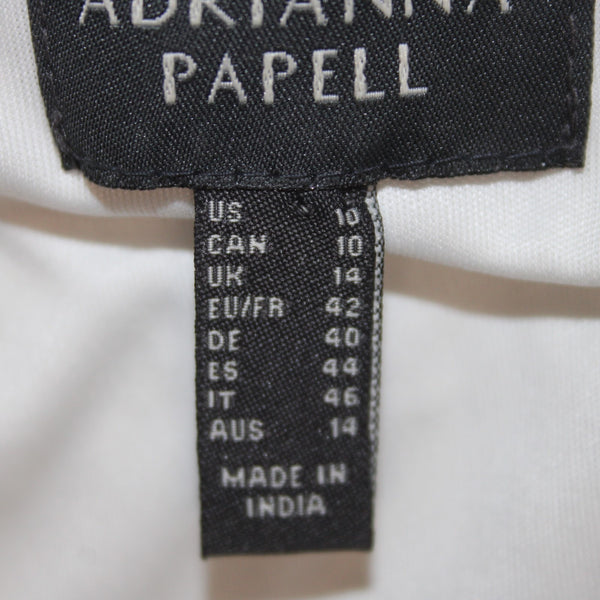 ADRIANNA
PAPELL
US 10
CAN 10
UK 14
EU/FR 42
DE 40
ES 44
IT 46
AUS 14
MADE IN
INDIA